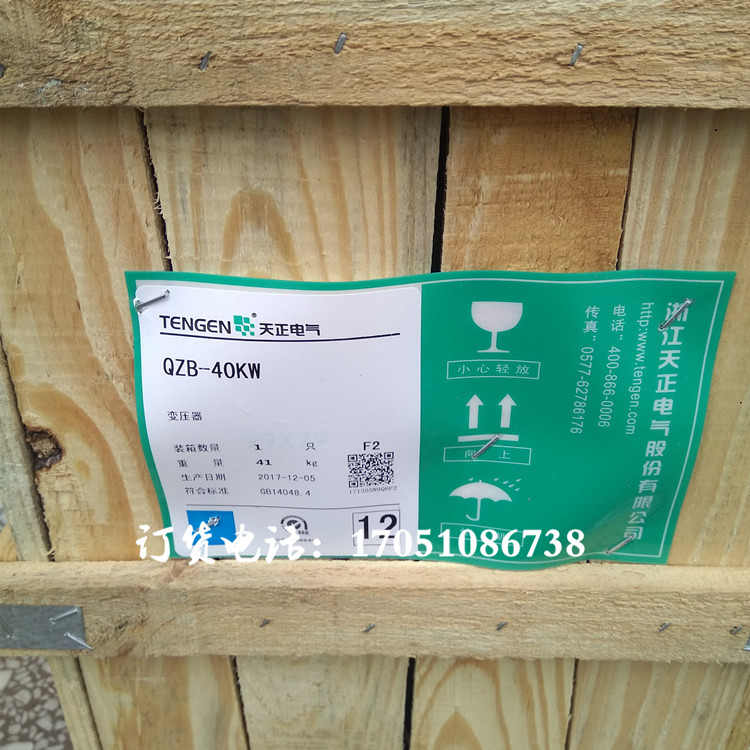 TENGEN 天正电气
QZB-40KW
变压器
装箱数量 1 只
重量 41 kg
生产日期 2017-12-05
符合标准 GB14048.4
F2
12
小心轻放
向上
浙江天正电气股份有限公司
http:www.tengen.com
电话：400-866-0006
传真：0577-62786176
订货电话：17051086738